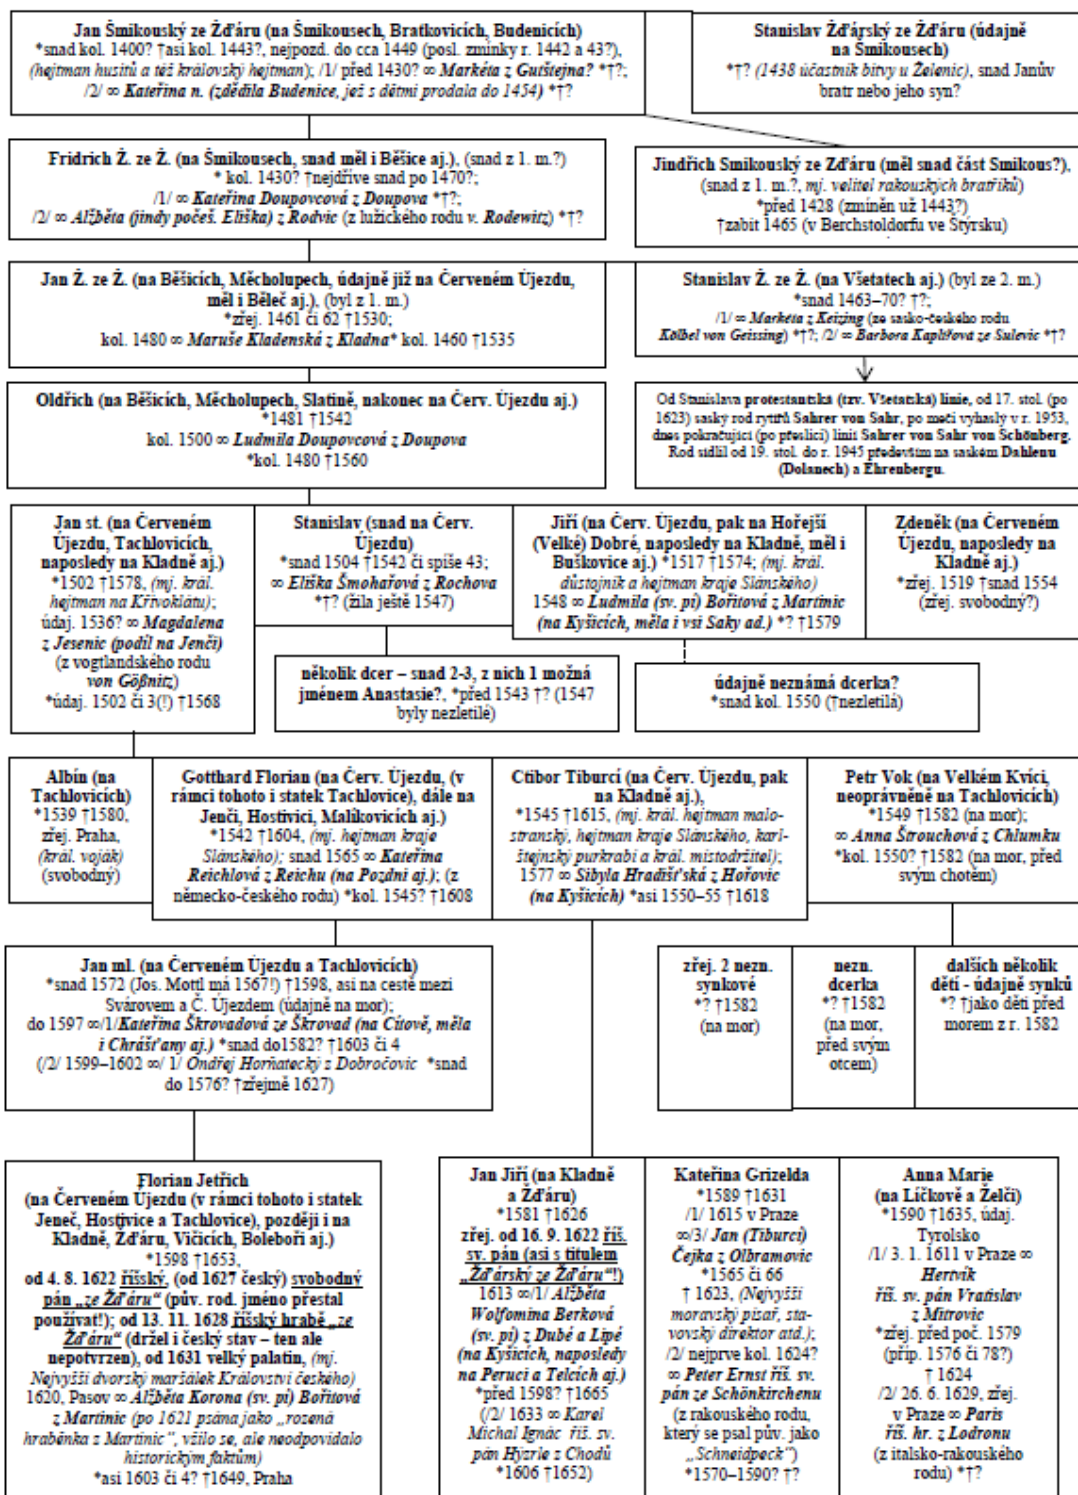 Jan Šmikouský ze Žďáru (na Šmikousech, Bratkovicích, Budenicích)
*snad kol. 1400? †asi kol. 1443?, nejpozd. do cca 1449 (posl. zmínky r. 1442 a 43?),
(hejtman husitů a též královský hejtman); /1/ před 1430? ∞ Markéta z Gutštejna? *†?;
/2/ ∞ Kateřina n. (zdědila Budenice, jež s dětmi prodala do 1454) *†?
Stanislav Žďárský ze Žďáru (údajně
na Šmikousech)
*†? (1438 účastník bitvy u Želenic), snad Janův
bratr nebo jeho syn?
Fridrich Ž. ze Ž. (na Šmikousech, snad měl i Běšice aj.), (snad z 1. m.?)
* kol. 1430? †nejdříve snad po 1470?;
/1/ ∞ Kateřina Doupovcová z Doupova *†?;
/2/ ∞ Alžběta (jindy počeš. Eliška) z Rodvic (z lužického rodu v. Rodewitz) *†?
Jindřich Smikouský ze Zďáru (měl snad část Smikous?),
(snad z 1. m.?, mj. velitel rakouských bratříků)
*před 1428 (zmíněn už 1443?)
†zabit 1465 (v Berchstoldorfu ve Štýrsku)
Jan Ž. ze Ž. (na Běšicích, Měcholupech, údajně již na Červeném Újezdu,
měl i Běleč aj.), (byl z 1. m.)
*zřej. 1461 či 62 †1530;
kol. 1480 ∞ Maruše Kladenská z Kladna* kol. 1460 †1535
Stanislav Ž. ze Ž. (na Všetatech aj.) (byl ze 2. m.)
*snad 1463–70? †?;
/1/ ∞ Markéta z Keizing (ze sasko-českého rodu
Kölbel von Geissing) *†?; /2/ ∞ Barbora Kaplířová ze Sulevic *†?
Oldřich (na Běšicích, Měcholupech, Slatině, nakonec na Červ. Újezdu aj.)
*1481 †1542
kol. 1500 ∞ Ludmila Doupovcová z Doupova
*kol. 1480 †1560
Od Stanislava protestantská (tzv. Všetatská) linie, od 17. stol. (po
1623) saský rod rytířů Sahrer von Sahr, po meči vyhaslý v r. 1953,
dnes pokračující (po přeslici) linií Sahrer von Sahr von Schönberg.
Rod sídlil od 19. stol. do r. 1945 především na saském Dahlenu
(Dolanech) a Ehrenbergu.
Jan st. (na Červeném
Újezdu, Tachlovicích,
naposledy na Kladně aj.)
*1502 †1578, (mj. král.
hejtman na Křivoklátu);
údaj. 1536? ∞ Magdalena
z Jesenic (podíl na Jenči)
(z vogtlandského rodu
von Gößnitz)
*údaj. 1502 či 3(!) †1568
Stanislav (snad na Červ.
Újezdu)
*snad 1504 †1542 či spíše 43;
∞ Eliška Šmohařová z Rochova
*†? (žila ještě 1547)
Jiří (na Červ. Újezdu, pak na Hořejší
(Velké) Dobré, naposledy na Kladně, měl i
Buškovice aj.) *1517 †1574; (mj. král.
důstojník a hejtman kraje Slánského)
1548 ∞ Ludmila (sv. pí) Bořitová z Martinic
(na Kyšicích, měla i vsi Saky ad.) *? †1579
Zdeněk (na Červeném
Újezdu, naposledy na
Kladně aj.)
*zřej. 1519 †snad 1554
(zřej. svobodný?)
několik dcer – snad 2-3, z nich 1 možná
jménem Anastasie?, *před 1543 †? (1547
byly nezletilé)
údajně neznámá dcerka?
*snad kol. 1550 (†nezletilá)
Albín (na
Tachlovicích)
*1539 †1580,
zřej. Praha,
(král. voják)
(svobodný)
Gotthard Florian (na Červ. Újezdu, (v
rámci tohoto i statek Tachlovice), dále na
Jenči, Hostivici, Malíkovicích aj.)
*1542 †1604, (mj. hejtman kraje
Slánského); snad 1565 ∞ Kateřina
Reichlová z Reichu (na Pozdni aj.); (z
německo-českého rodu) *kol. 1545? †1608
Ctibor Tiburcí (na Červ. Újezdu, pak
na Kladně aj.),
*1545 †1615, (mj. král. hejtman malo-
stranský, hejtman kraje Slánského, karl-
štejnský purkrabí a král. místodržitel);
1577 ∞ Sibyla Hradišťská z Hořovic
(na Kyšicích) *asi 1550–55 †1618
Petr Vok (na Velkém Kvíci,
neoprávněně na Tachlovicích)
*1549 †1582 (na mor);
∞ Anna Štrouchová z Chlumku
*kol. 1550? †1582 (na mor, před
svým chotěm)
Jan ml. (na Červeném Újezdu a Tachlovicích)
*snad 1572 (Jos. Mottl má 1567!) †1598, asi na cestě mezi
Svárovem a Č. Újezdem (údajně na mor);
do 1597 ∞/1/Kateřina Škrovadová ze Škrovad (na Cítově, měla
i Chrášťany aj.) *snad do1582? †1603 či 4
(/2/ 1599–1602 ∞/ 1/ Ondřej Horňatecký z Dobročovic *snad
do 1576? †zřejmě 1627)
zřej. 2 nezn.
synkové
*? †1582
(na mor)
nezn.
dcerka
*? †1582
(na mor,
před svým
otcem)
dalších několik
dětí - údajně synků
*? †jako děti před
morem z r. 1582
Florian Jetřich
(na Červeném Újezdu (v rámci tohoto i statek
Jeneč, Hostivice a Tachlovice), později i na
Kladně, Žďáru, Vičicích, Boleboři aj.)
*1598 †1653,
od 4. 8. 1622 říšský, (od 1627 český) svobodný
pán „ze Žďáru“ (pův. rod. jméno přestal
používat!); od 13. 11. 1628 říšský hrabě „ze
Žďáru“ (držel i český stav – ten ale
nepotvrzen), od 1631 velký palatin, (mj.
Nejvyšší dvorský maršálek Království českého)
1620, Pasov ∞ Alžběta Korona (sv. pí) Bořitová
z Martinic (po 1621 psána jako „rozená
hraběnka z Martinic“, vžilo se, ale neodpovídalo
historickým faktům)
*asi 1603 či 4? †1649, Praha
Jan Jiří (na Kladně
a Žďáru)
*1581 †1626
zřej. od 16. 9. 1622 říš.
sv. pán (asi s titulem
„Žďárský ze Žďáru“!)
1613 ∞/1/ Alžběta
Wolfomina Berková
(sv. pí) z Dubé a Lipé
(na Kyšicích, naposledy
na Peruci a Telcích aj.)
*před 1598? †1665
(/2/ 1633 ∞ Karel
Michal Ignác říš. sv.
pán Hýzrle z Chodů
*1606 †1652)
Kateřina Grizelda
*1589 †1631
/1/ 1615 v Praze
∞/3/ Jan (Tiburcí)
Čejka z Olbramovic
*1565 či 66
† 1623, (Nejvyšší
moravský písař, sta-
vovský direktor atd.);
/2/ nejprve kol. 1624?
∞ Peter Ernst říš. sv.
pán ze Schönkirchenu
(z rakouského rodu,
který se psal pův. jako
„Schneidpeck“)
*1570–1590? †?
Anna Marie
(na Líčkově a Želči)
*1590 †1635, údaj.
Tyrolsko
/1/ 3. 1. 1611 v Praze ∞
Hertvík
říš. sv. pán Vratislav
z Mitrovic
*zřej. před poč. 1579
(příp. 1576 či 78?)
† 1624
/2/ 26. 6. 1629, zřej.
v Praze ∞ Paris
říš. hr. z Lodronu
(z italsko-rakouského
rodu) *†?